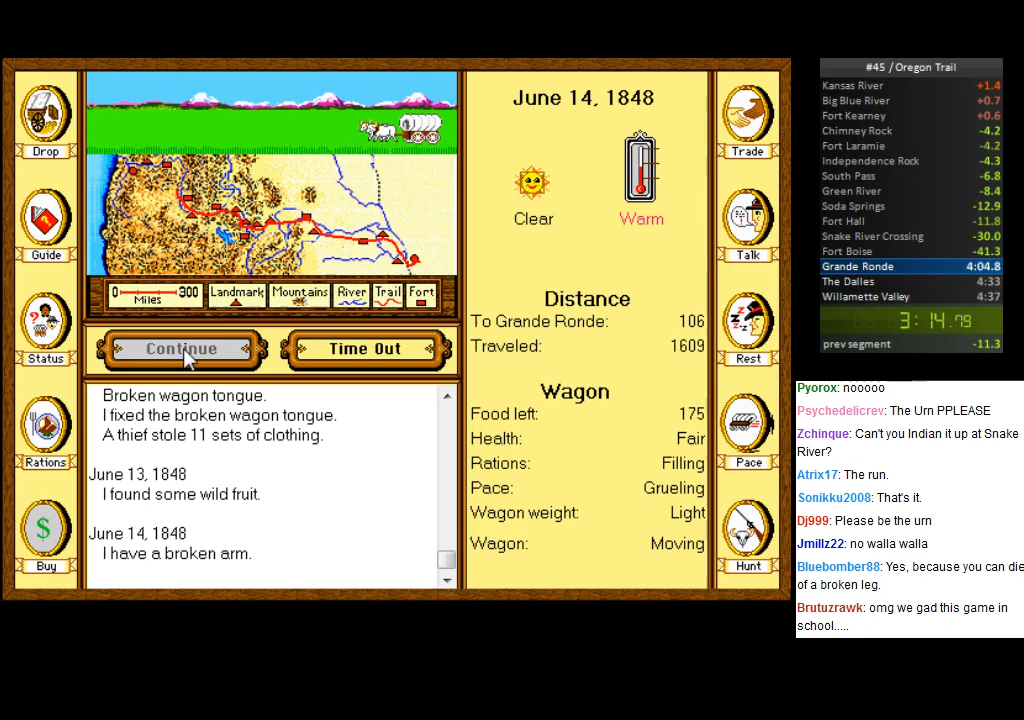 June 14, 1848
Drop
Guide
Status
Rations
$
Buy
Clear
Warm
0 300
Miles
Landmark
Mountains
River
Trail
Fort
Continue
Time Out
Distance
To Grande Ronde: 106
Traveled: 1609
Wagon
Food left: 175
Health: Fair
Rations: Filling
Pace: Grueling
Wagon weight: Light
Wagon: Moving
Broken wagon tongue.
I fixed the broken wagon tongue.
A thief stole 11 sets of clothing.
June 13, 1848
I found some wild fruit.
June 14, 1848
I have a broken arm.
Trade
Talk
Rest
Pace
Hunt
#45 / Oregon Trail
Kansas River +1.4
Big Blue River +0.7
Fort Kearney +0.6
Chimney Rock -4.2
Fort Laramie -4.2
Independence Rock -4.3
South Pass -6.8
Green River -8.4
Soda Springs -12.9
Fort Hall -11.8
Snake River Crossing -30.0
Fort Boise -41.3
Grande Ronde 4:04.8
The Dalles 4:33
Willamette Valley 4:37
3:14.79
prev segment -11.3
Pyorox: nooooo
Psychedelicrev: The Urn PPLEASE
Zchinque: Can't you Indian it up at Snake
River?
Atrix17: The run.
Sonikku2008: That's it.
Dj999: Please be the urn
Jmillz22: no walla walla
Bluebomber88: Yes, because you can die
of a broken leg.
Brutuzrawk: omg we gad this game in
school.....